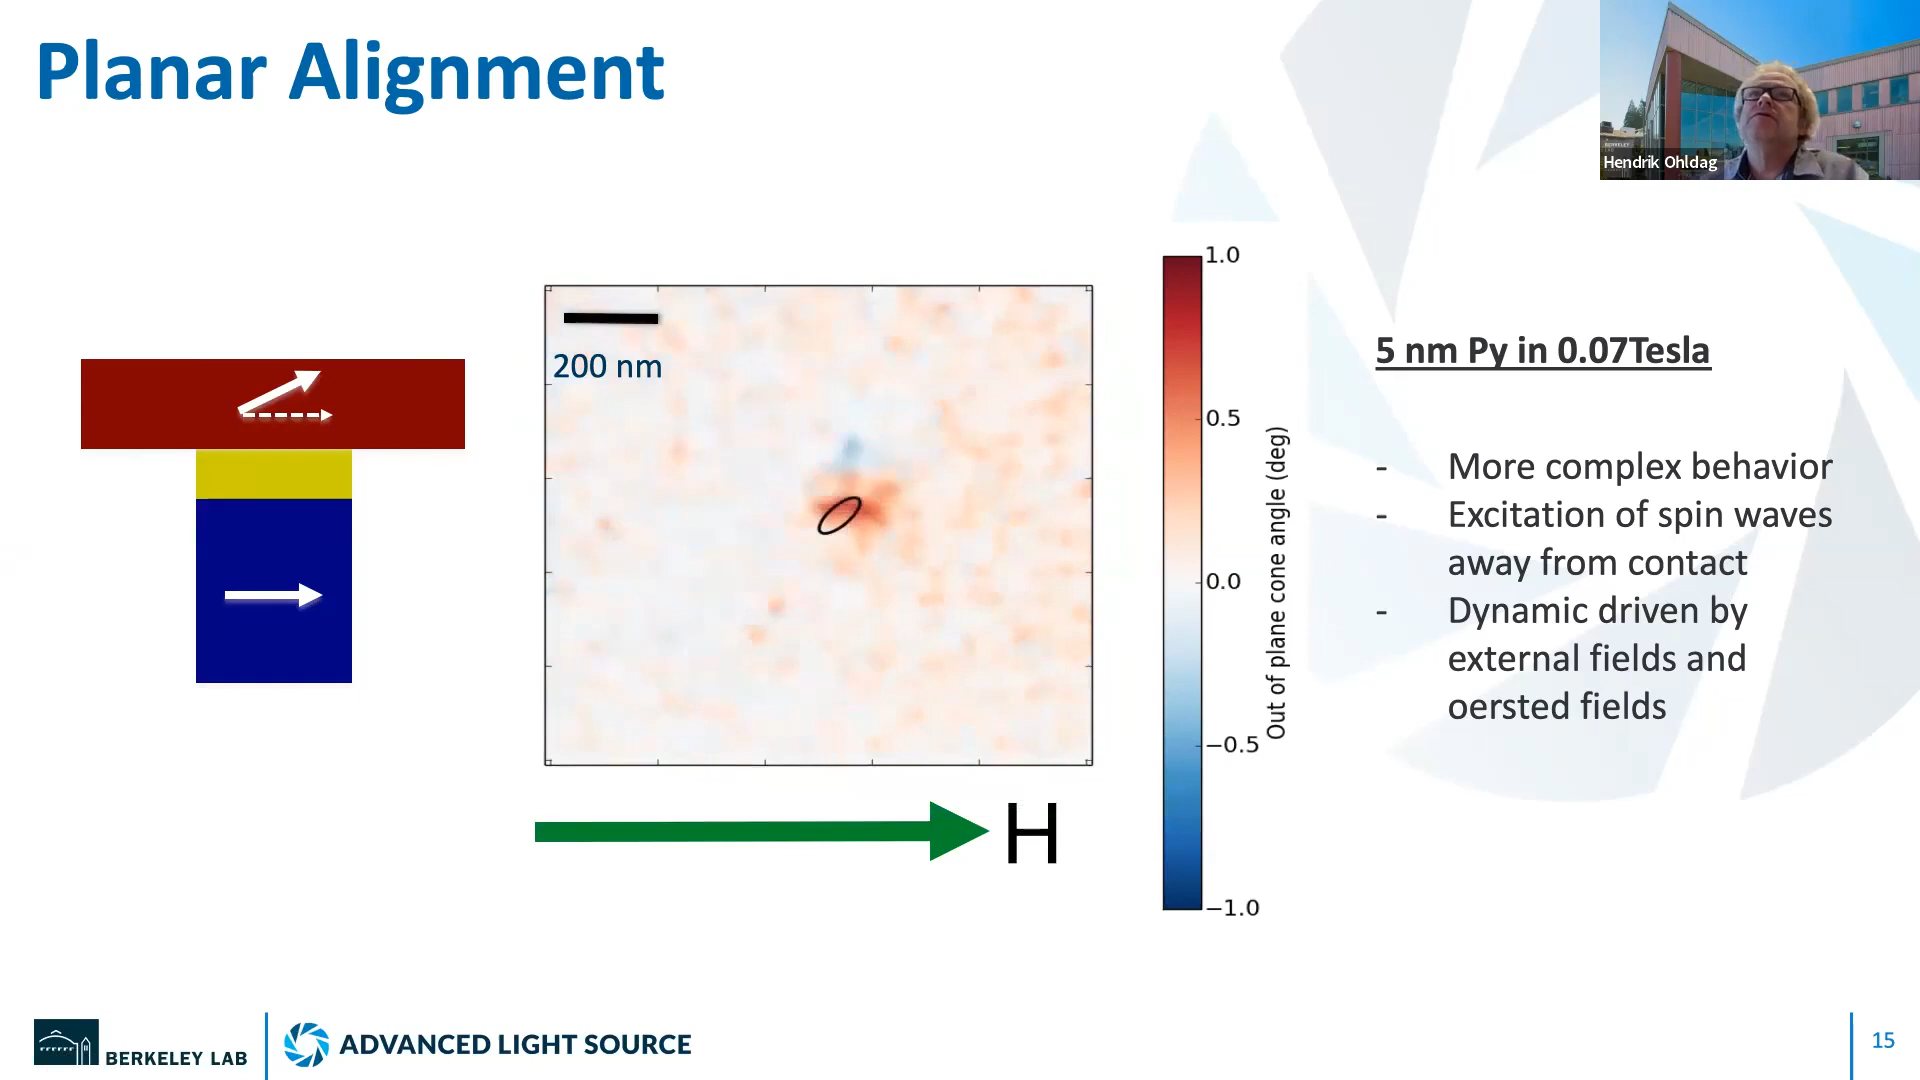 Planar Alignment
BERKELEY LAB
Hendrik Ohldag
200 nm
H
1.0
0.5
0.0
−0.5
−1.0
Out of plane cone angle (deg)
5 nm Py in 0.07Tesla
- More complex behavior
- Excitation of spin waves
away from contact
- Dynamic driven by
external fields and
oersted fields
BERKELEY LAB
ADVANCED LIGHT SOURCE
15